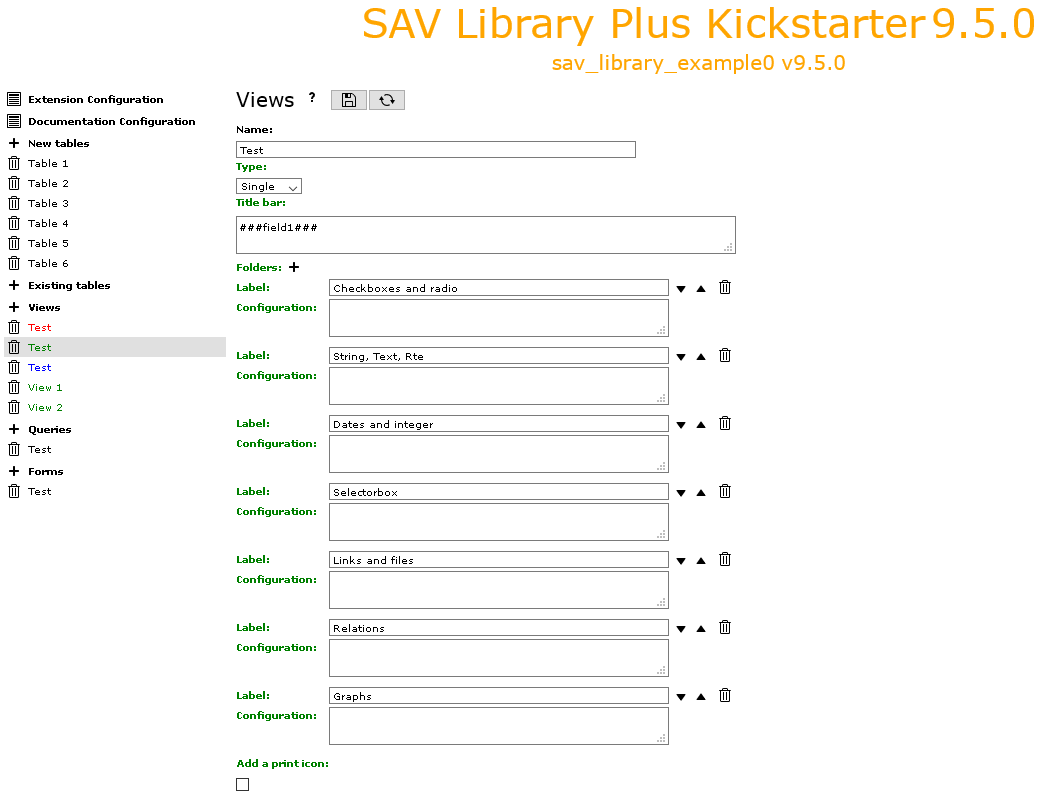 SAV Library Plus Kickstarter 9.5.0
sav_library_example0 v9.5.0
Extension Configuration
Documentation Configuration
New tables
Table 1
Table 2
Table 3
Table 4
Table 5
Table 6
Existing tables
Views
Test
Test
Test
View 1
View 2
Queries
Test
Forms
Test
Views ?
Name:
Test
Type:
Single
Title bar:
###field1###
Folders:
Label: Checkboxes and radio
Configuration:
Label: String, Text, Rte
Configuration:
Label: Dates and integer
Configuration:
Label: Selectorbox
Configuration:
Label: Links and files
Configuration:
Label: Relations
Configuration:
Label: Graphs
Configuration:
Add a print icon: